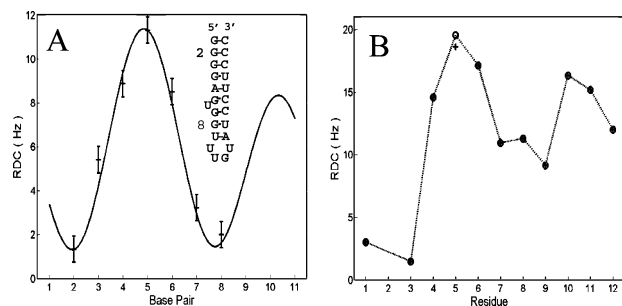 A
5' 3'
G-C
2 G-C
G-C
G-U
A-U
G-C
U G-C
8 G-U
U-A
U U
U G
12
10
8
6
4
2
0
RDC (Hz)
1 2 3 4 5 6 7 8 9 10 11
Base Pair
B
20
15
10
5
0
RDC (Hz)
1 2 3 4 5 6 7 8 9 10 11 12
Residue